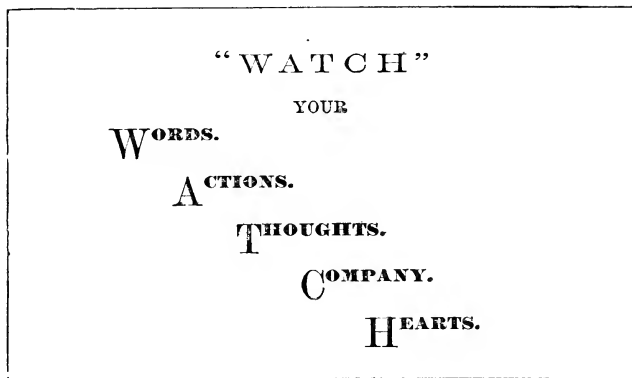 “WATCH”
YOUR
WORDS.
ACTIONS.
THOUGHTS.
COMPANY.
HEARTS.